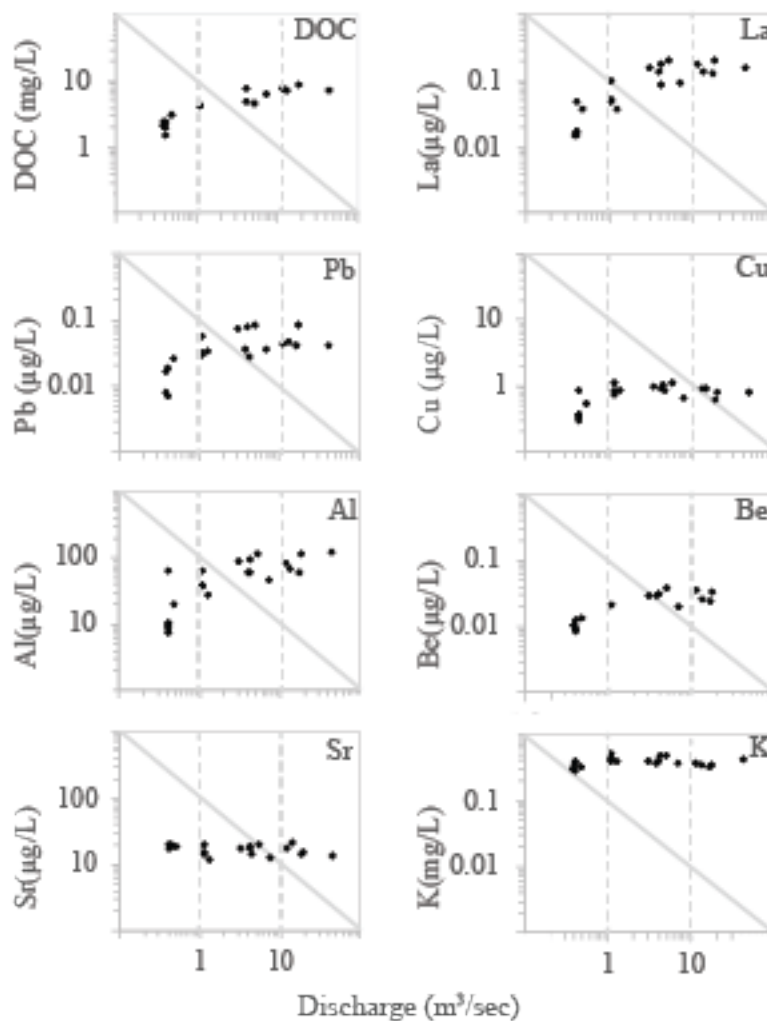 DOC
DOC (mg/L)
10
1
La
La(µg/L)
0.1
0.01
Pb
Pb (µg/L)
0.1
0.01
Cu
Cu (µg/L)
10
1
Al
Al(µg/L)
100
10
Be
Be(µg/L)
0.1
0.01
Sr
Sr(µg/L)
100
10
1 10
K
K(mg/L)
0.1
0.01
1 10
Discharge (m³/sec)